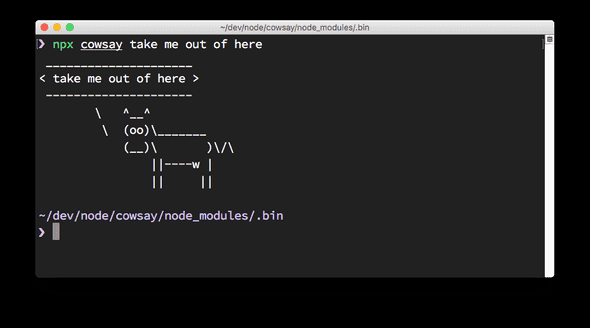 ~/dev/node/cowsay/node_modules/.bin
❯ npx cowsay take me out of here
 _____________________
< take me out of here >
 ---------------------
        \   ^__^
         \  (oo)\_______
            (__)\       )\/\
                ||----w |
                ||     ||
~/dev/node/cowsay/node_modules/.bin
❯